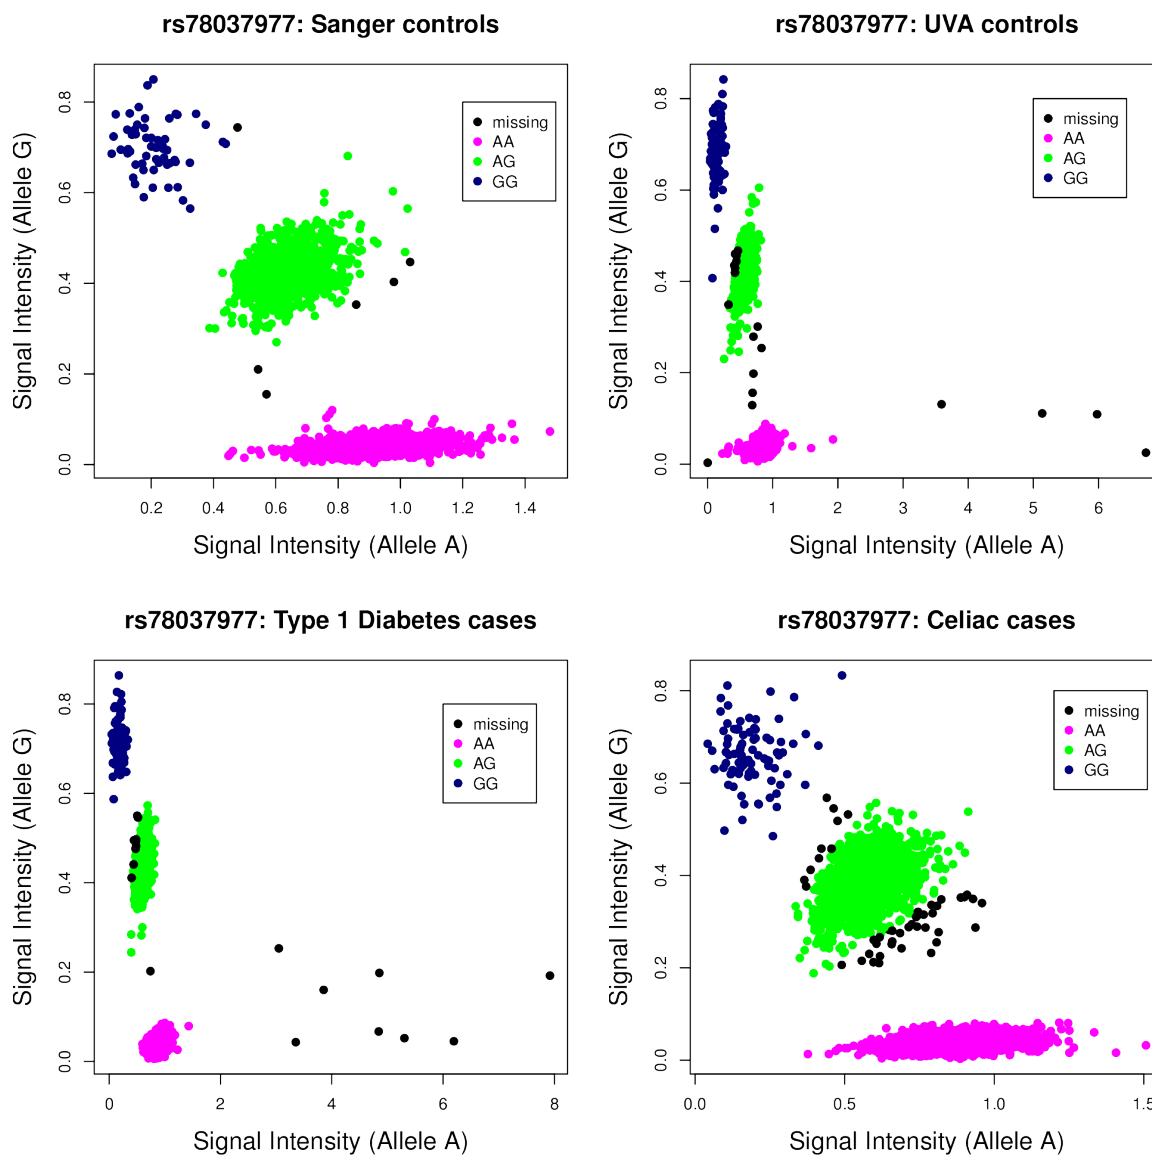 rs78037977: Sanger controls
Signal Intensity (Allele G)
0.0 0.2 0.4 0.6 0.8
missing
AA
AG
GG
0.2 0.4 0.6 0.8 1.0 1.2 1.4
Signal Intensity (Allele A)
rs78037977: UVA controls
Signal Intensity (Allele G)
0.0 0.2 0.4 0.6 0.8
missing
AA
AG
GG
0 1 2 3 4 5 6
Signal Intensity (Allele A)
rs78037977: Type 1 Diabetes cases
Signal Intensity (Allele G)
0.0 0.2 0.4 0.6 0.8
missing
AA
AG
GG
0 2 4 6 8
Signal Intensity (Allele A)
rs78037977: Celiac cases
Signal Intensity (Allele G)
0.0 0.2 0.4 0.6 0.8
missing
AA
AG
GG
0.0 0.5 1.0 1.5
Signal Intensity (Allele A)